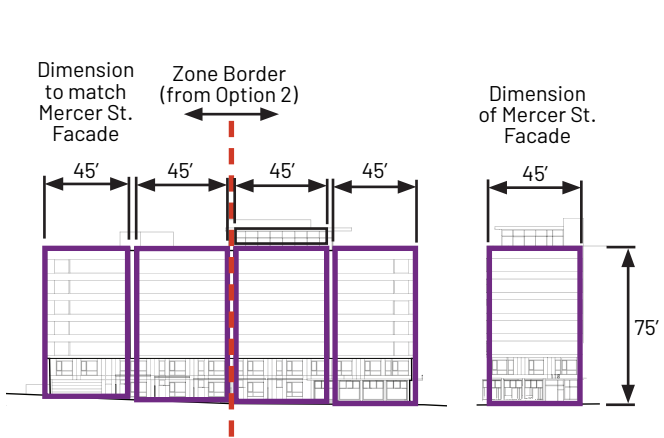 Dimension
to match
Mercer St.
Facade
Zone Border
(from Option 2)
Dimension
of Mercer St.
Facade
45′
45′
45′
45′
45′
75′